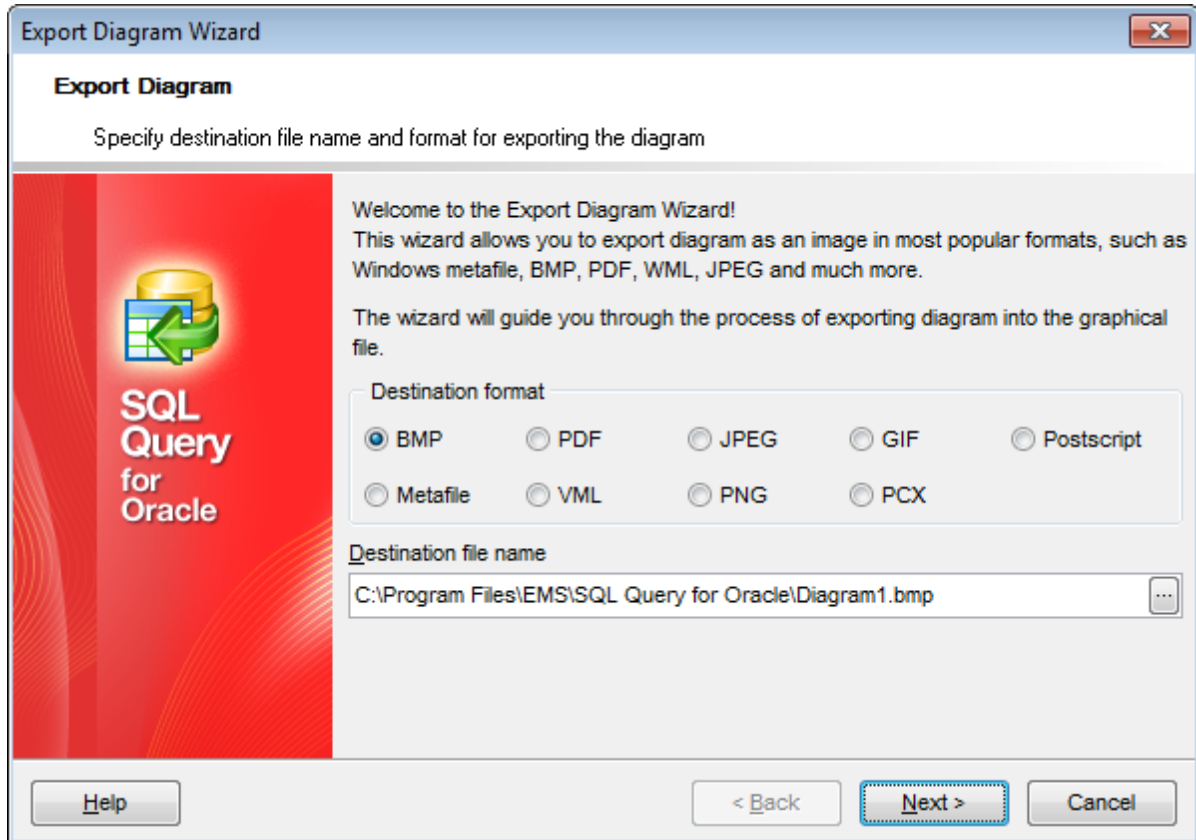 Export Diagram Wizard
Export Diagram
Specify destination file name and format for exporting the diagram
SQL
Query
for
Oracle
Welcome to the Export Diagram Wizard!
This wizard allows you to export diagram as an image in most popular formats, such as
Windows metafile, BMP, PDF, WML, JPEG and much more.
The wizard will guide you through the process of exporting diagram into the graphical
file.
Destination format
BMP PDF JPEG GIF Postscript
Metafile VML PNG PCX
Destination file name
C:\Program Files\EMS\SQL Query for Oracle\Diagram1.bmp ...
Help < Back Next > Cancel